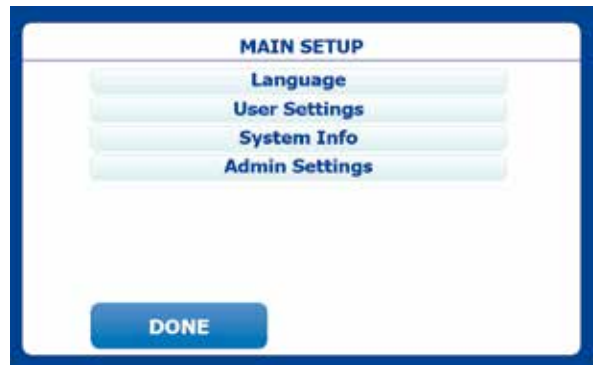 MAIN SETUP
Language
User Settings
System Info
Admin Settings
DONE